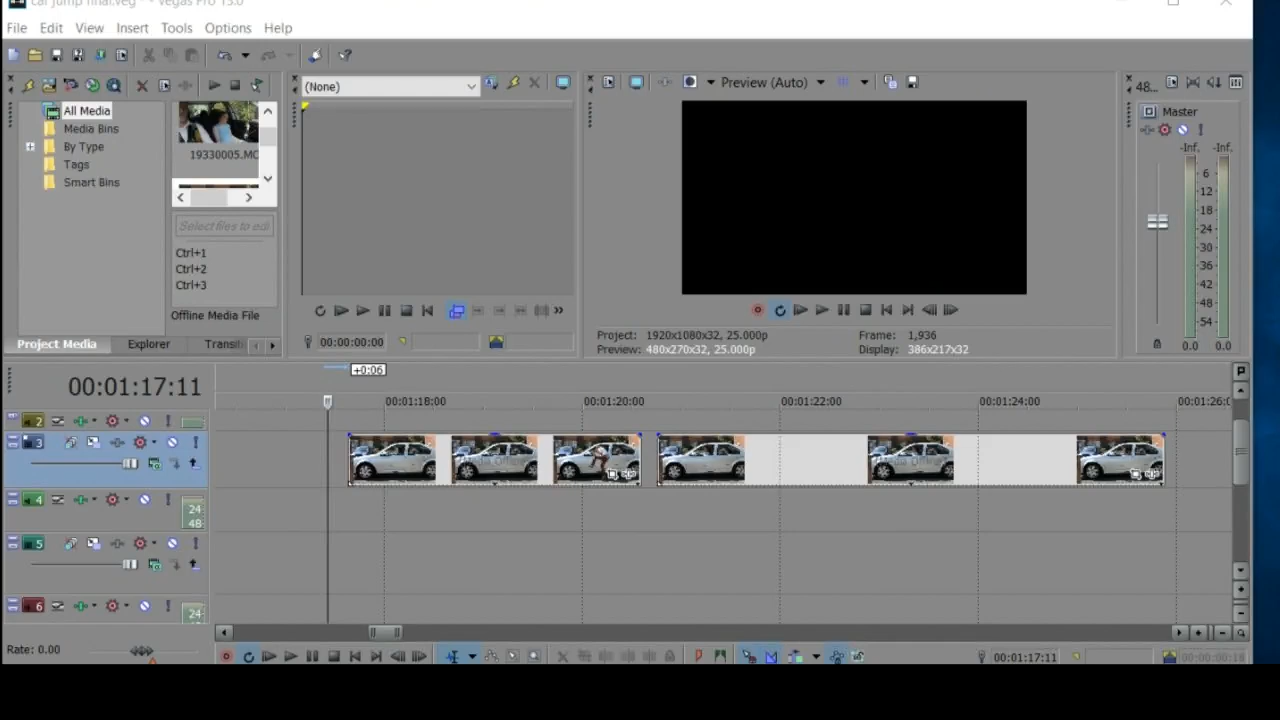 car jump final.veg * - Vegas Pro 13.0
File Edit View Insert Tools Options Help
(None)
Preview (Auto)
48...
All Media
Media Bins
By Type
Tags
Smart Bins
19330005.MO
Select files to edi
Ctrl+1
Ctrl+2
Ctrl+3
Offline Media File
Project Media Explorer Transiti
00:00:00:00
Project: 1920x1080x32, 25.000p
Preview: 480x270x32, 25.000p
Frame: 1,936
Display: 386x217x32
Master
-Inf. -Inf.
6
12
18
24
30
36
42
48
54
0.0 0.0
+0:06
00:01:17:11
00:01:18:00 00:01:20:00 00:01:22:00 00:01:24:00 00:01:26:0
2
3
4
24
48
5
6
24
Rate: 0.00
00:01:17:11